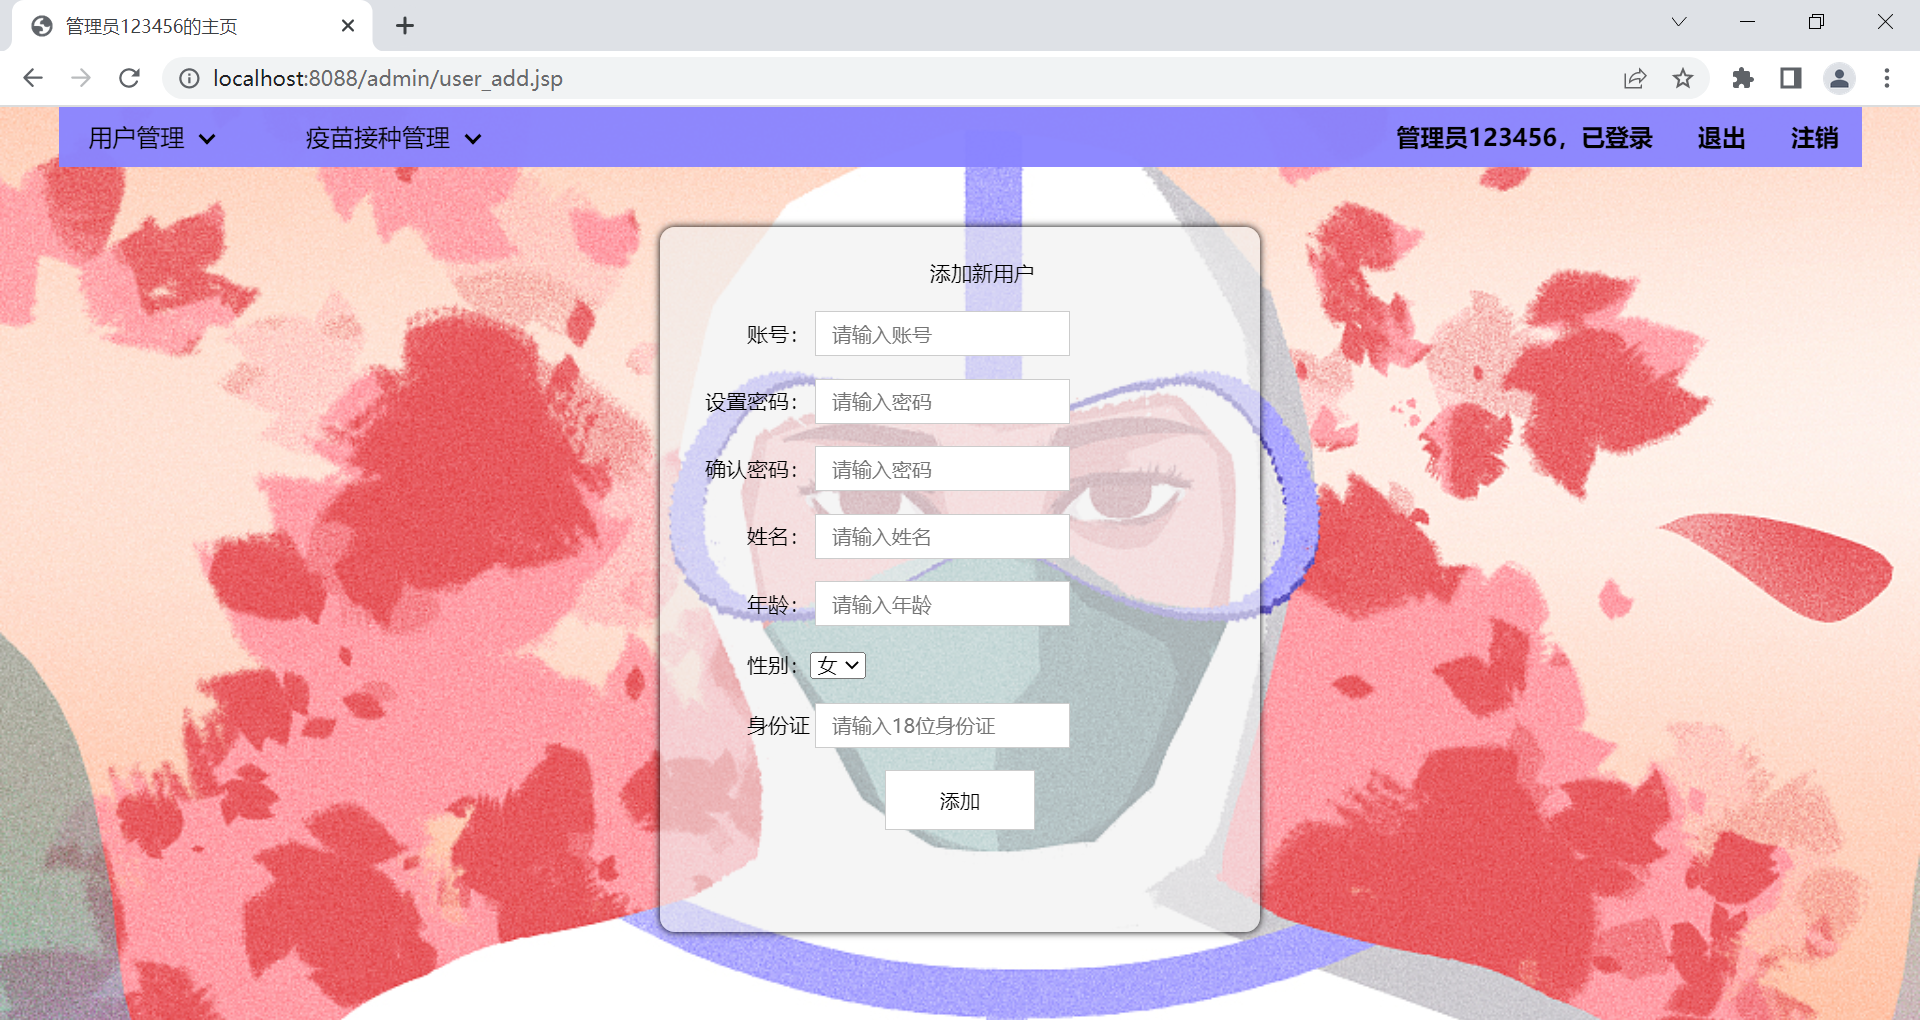 管理员123456的主页
localhost:8088/admin/user_add.jsp
用户管理 疫苗接种管理 管理员123456，已登录 退出 注销
添加新用户
账号： 请输入账号
设置密码： 请输入密码
确认密码： 请输入密码
姓名： 请输入姓名
年龄： 请输入年龄
性别： 女
身份证 请输入18位身份证
添加